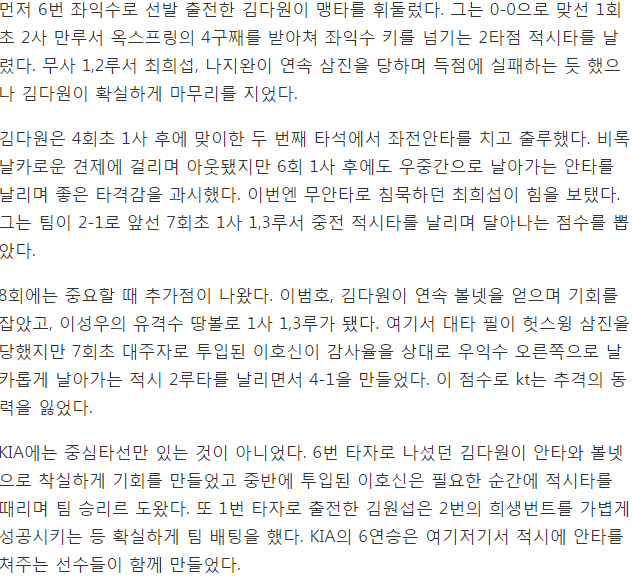 먼저 6번 좌익수로 선발 출전한 김다원이 맹타를 휘둘렀다. 그는 0-0으로 맞선 1회
초 2사 만루서 옥스프링의 4구째를 받아쳐 좌익수 키를 넘기는 2타점 적시타를 날
렸다. 무사 1,2루서 최희섭, 나지완이 연속 삼진을 당하며 득점에 실패하는 듯 했으
나 김다원이 확실하게 마무리를 지었다.
김다원은 4회초 1사 후에 맞이한 두 번째 타석에서 좌전안타를 치고 출루했다. 비록
날카로운 견제에 걸리며 아웃됐지만 6회 1사 후에도 우중간으로 날아가는 안타를
날리며 좋은 타격감을 과시했다. 이번엔 무안타로 침묵하던 최희섭이 힘을 보탰다.
그는 팀이 2-1로 앞선 7회초 1사 1,3루서 중전 적시타를 날리며 달아나는 점수를 뽑
았다.
8회에는 중요할 때 추가점이 나왔다. 이범호, 김다원이 연속 볼넷을 얻으며 기회를
잡았고, 이성우의 유격수 땅볼로 1사 1,3루가 됐다. 여기서 대타 필이 헛스윙 삼진을
당했지만 7회초 대주자로 투입된 이호신이 감사율을 상대로 우익수 오른쪽으로 날
카롭게 날아가는 적시 2루타를 날리면서 4-1을 만들었다. 이 점수로 kt는 추격의 동
력을 잃었다.
KIA에는 중심타선만 있는 것이 아니었다. 6번 타자로 나섰던 김다원이 안타와 볼넷
으로 착실하게 기회를 만들었고 중반에 투입된 이호신은 필요한 순간에 적시타를
때리며 팀 승리르 도왔다. 또 1번 타자로 출전한 김원섭은 2번의 희생번트를 가볍게
성공시키는 등 확실하게 팀 배팅을 했다. KIA의 6연승은 여기저기서 적시에 안타를
쳐주는 선수들이 함께 만들었다.